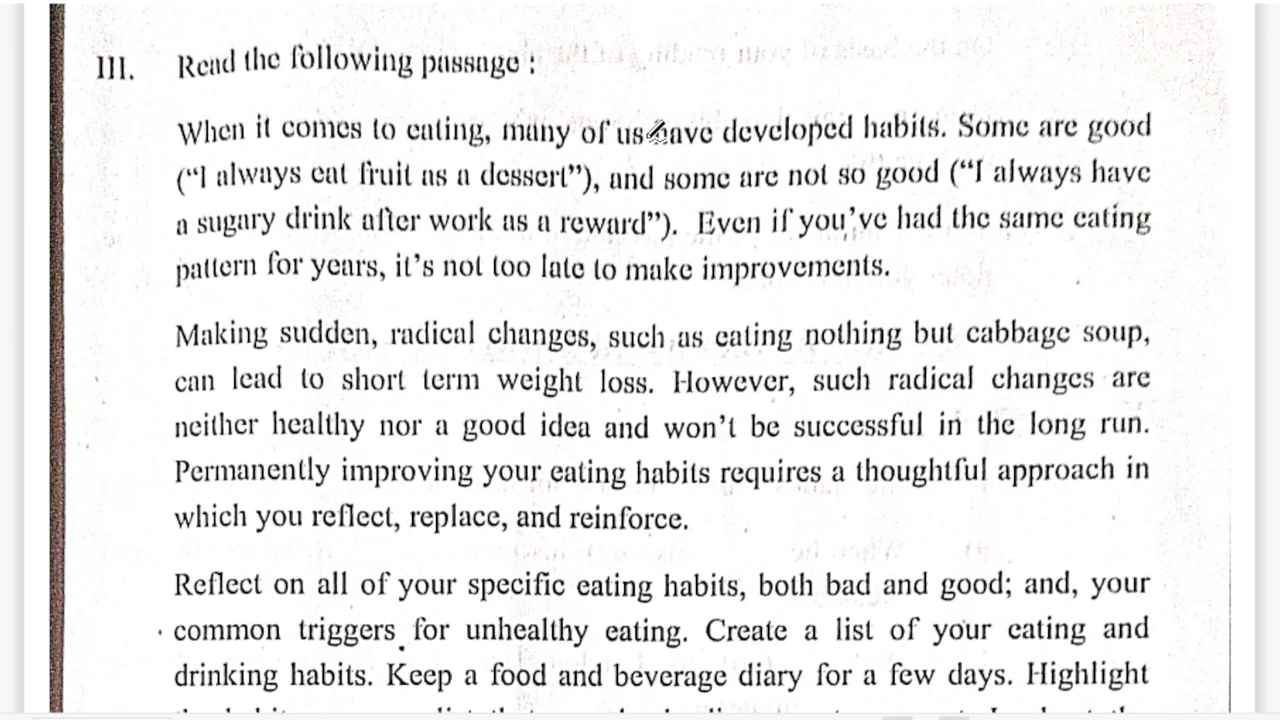 III. Read the following passage :
When it comes to eating, many of us have developed habits. Some are good
("I always eat fruit as a dessert"), and some are not so good ("I always have
a sugary drink after work as a reward"). Even if you've had the same eating
pattern for years, it's not too late to make improvements.
Making sudden, radical changes, such as eating nothing but cabbage soup,
can lead to short term weight loss. However, such radical changes are
neither healthy nor a good idea and won't be successful in the long run.
Permanently improving your eating habits requires a thoughtful approach in
which you reflect, replace, and reinforce.
Reflect on all of your specific eating habits, both bad and good; and, your
common triggers for unhealthy eating. Create a list of your eating and
drinking habits. Keep a food and beverage diary for a few days. Highlight